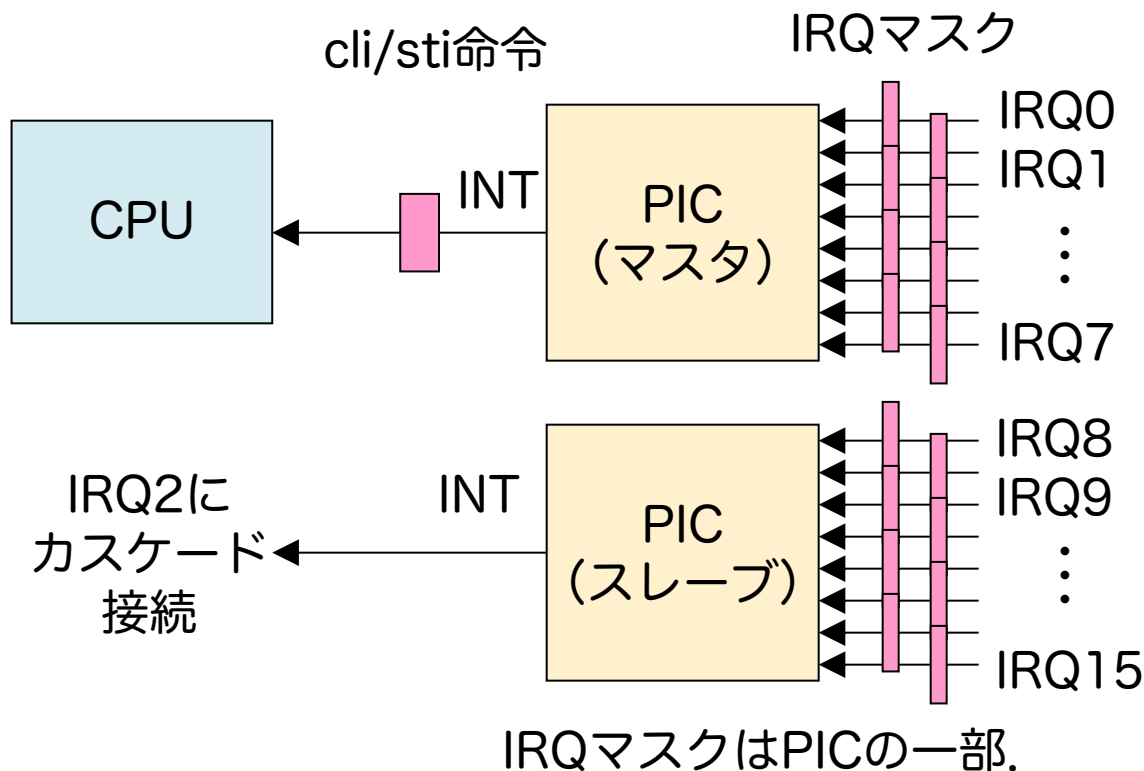 cli/sti命令
IRQマスク
CPU
INT
PIC
(マスタ)
IRQ0
IRQ1
⋮
IRQ7
IRQ2に
カスケード
接続
INT
PIC
(スレーブ)
IRQ8
IRQ9
⋮
IRQ15
IRQマスクはPICの一部.